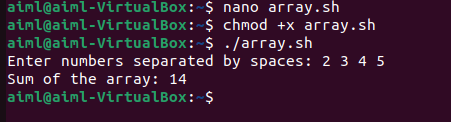 aiml@aiml-VirtualBox:~$ nano array.sh
aiml@aiml-VirtualBox:~$ chmod +x array.sh
aiml@aiml-VirtualBox:~$ ./array.sh
Enter numbers separated by spaces: 2 3 4 5
Sum of the array: 14
aiml@aiml-VirtualBox:~$